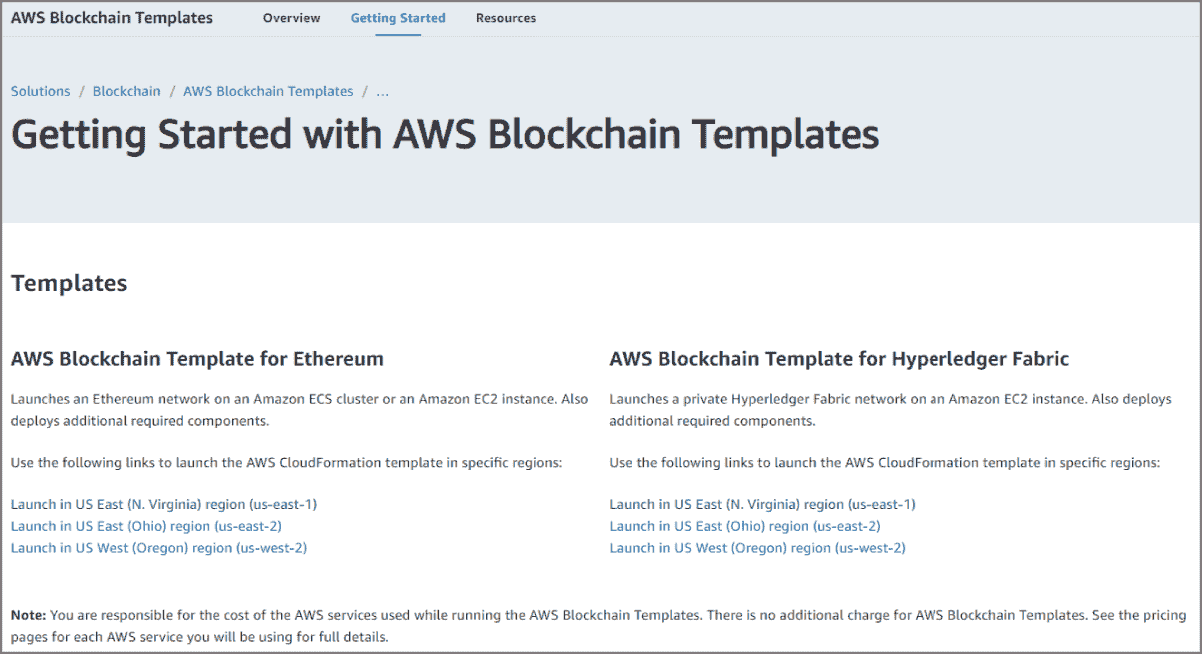 AWS Blockchain Templates Overview Getting Started Resources
Solutions / Blockchain / AWS Blockchain Templates / ...
Getting Started with AWS Blockchain Templates
Templates
AWS Blockchain Template for Ethereum
Launches an Ethereum network on an Amazon ECS cluster or an Amazon EC2 instance. Also
deploys additional required components.
Use the following links to launch the AWS CloudFormation template in specific regions:
Launch in US East (N. Virginia) region (us-east-1)
Launch in US East (Ohio) region (us-east-2)
Launch in US West (Oregon) region (us-west-2)
AWS Blockchain Template for Hyperledger Fabric
Launches a private Hyperledger Fabric network on an Amazon EC2 instance. Also deploys
additional required components.
Use the following links to launch the AWS CloudFormation template in specific regions:
Launch in US East (N. Virginia) region (us-east-1)
Launch in US East (Ohio) region (us-east-2)
Launch in US West (Oregon) region (us-west-2)
Note: You are responsible for the cost of the AWS services used while running the AWS Blockchain Templates. There is no additional charge for AWS Blockchain Templates. See the pricing
pages for each AWS service you will be using for full details.